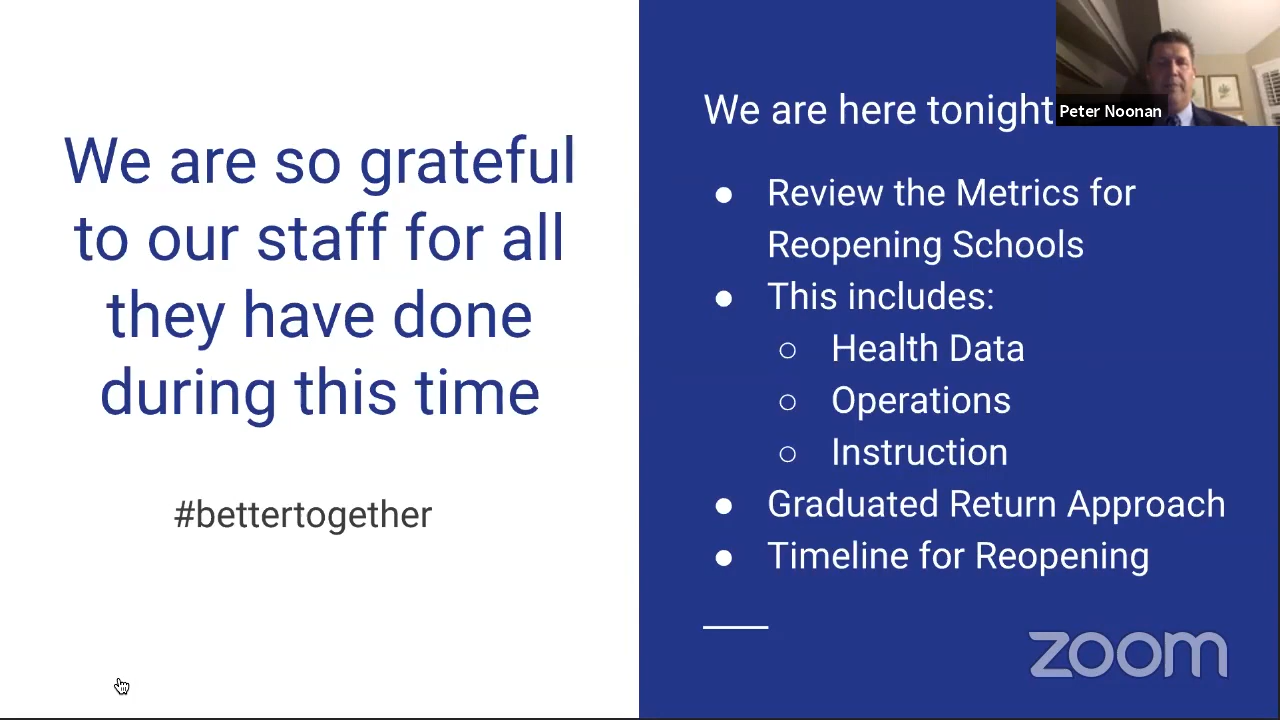 We are so grateful
to our staff for all
they have done
during this time
#bettertogether
We are here tonight
Peter Noonan
● Review the Metrics for
Reopening Schools
● This includes:
○ Health Data
○ Operations
○ Instruction
● Graduated Return Approach
● Timeline for Reopening
zoom